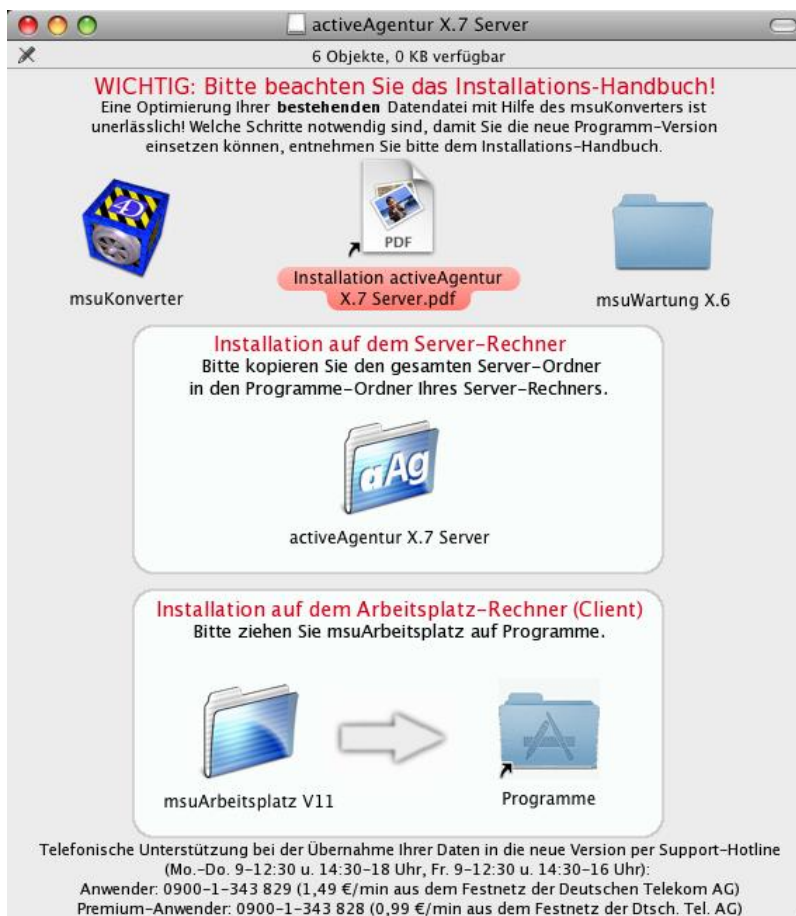 activeAgentur X.7 Server
6 Objekte, 0 KB verfügbar
WICHTIG: Bitte beachten Sie das Installations-Handbuch!
Eine Optimierung Ihrer bestehenden Datendatei mit Hilfe des msuKonverters ist
unerlässlich! Welche Schritte notwendig sind, damit Sie die neue Programm-Version
einsetzen können, entnehmen Sie bitte dem Installations-Handbuch.
4D
PDF
msuKonverter
Installation activeAgentur
X.7 Server.pdf
msuWartung X.6
Installation auf dem Server-Rechner
Bitte kopieren Sie den gesamten Server-Ordner
in den Programme-Ordner Ihres Server-Rechners.
aAg
activeAgentur X.7 Server
Installation auf dem Arbeitsplatz-Rechner (Client)
Bitte ziehen Sie msuArbeitsplatz auf Programme.
msuArbeitsplatz V11
Programme
Telefonische Unterstützung bei der Übernahme Ihrer Daten in die neue Version per Support-Hotline
(Mo.-Do. 9-12:30 u. 14:30-18 Uhr, Fr. 9-12:30 u. 14:30-16 Uhr):
Anwender: 0900-1-343 829 (1,49 €/min aus dem Festnetz der Deutschen Telekom AG)
Premium-Anwender: 0900-1-343 828 (0,99 €/min aus dem Festnetz der Dtsch. Tel. AG)